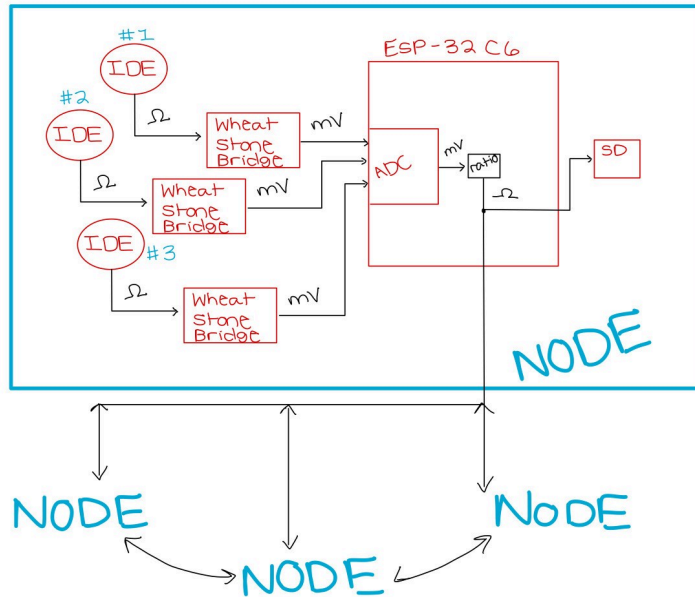 #1
IDE
ESP-32 C6
#2
IDE
Ω
Wheat
Stone
Bridge
mV
ADC
mV
ratio
SD
Ω
Wheat
Stone
Bridge
mV
Ω
IDE
#3
Ω
Wheat
Stone
Bridge
mV
NODE
NODE
NODE
NODE